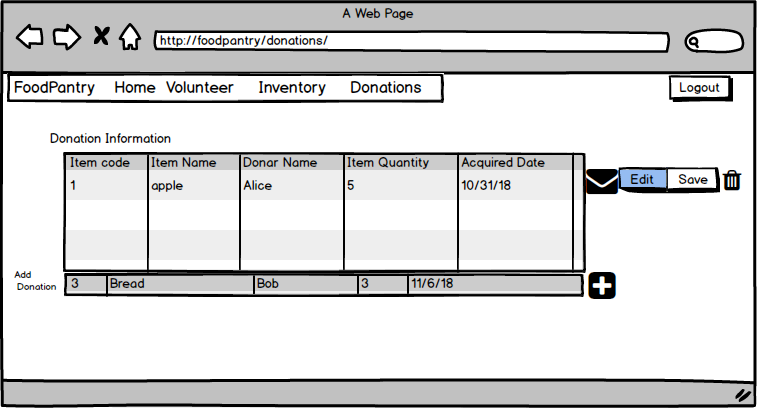 A Web Page
http://foodpantry/donations/
FoodPantry Home Volunteer Inventory Donations
Logout
Donation Information
Item code Item Name Donar Name Item Quantity Acquired Date
1 apple Alice 5 10/31/18
Edit Save
Add
Donation
3 Bread Bob 3 11/6/18